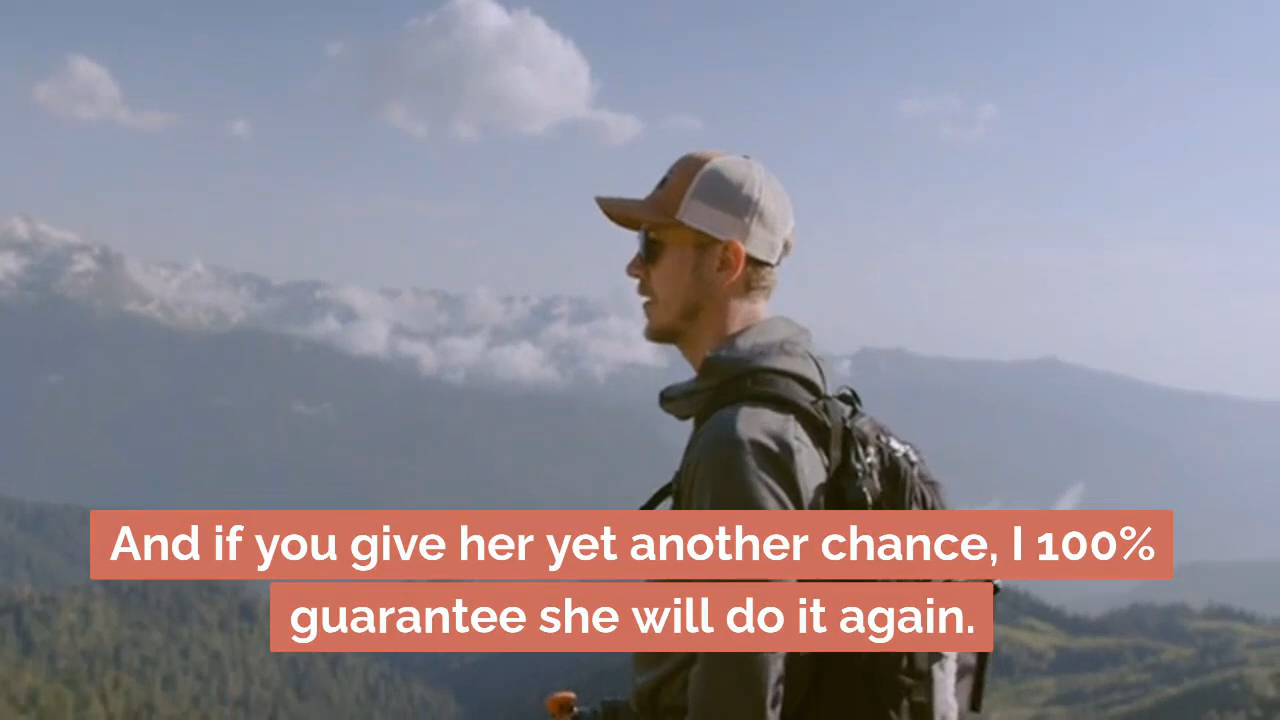 And if you give her yet another chance, I 100%
guarantee she will do it again.